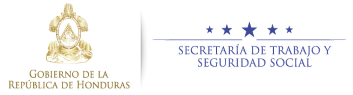 GOBIERNO DE LA
REPÚBLICA DE HONDURAS
SECRETARÍA DE TRABAJO Y
SEGURIDAD SOCIAL